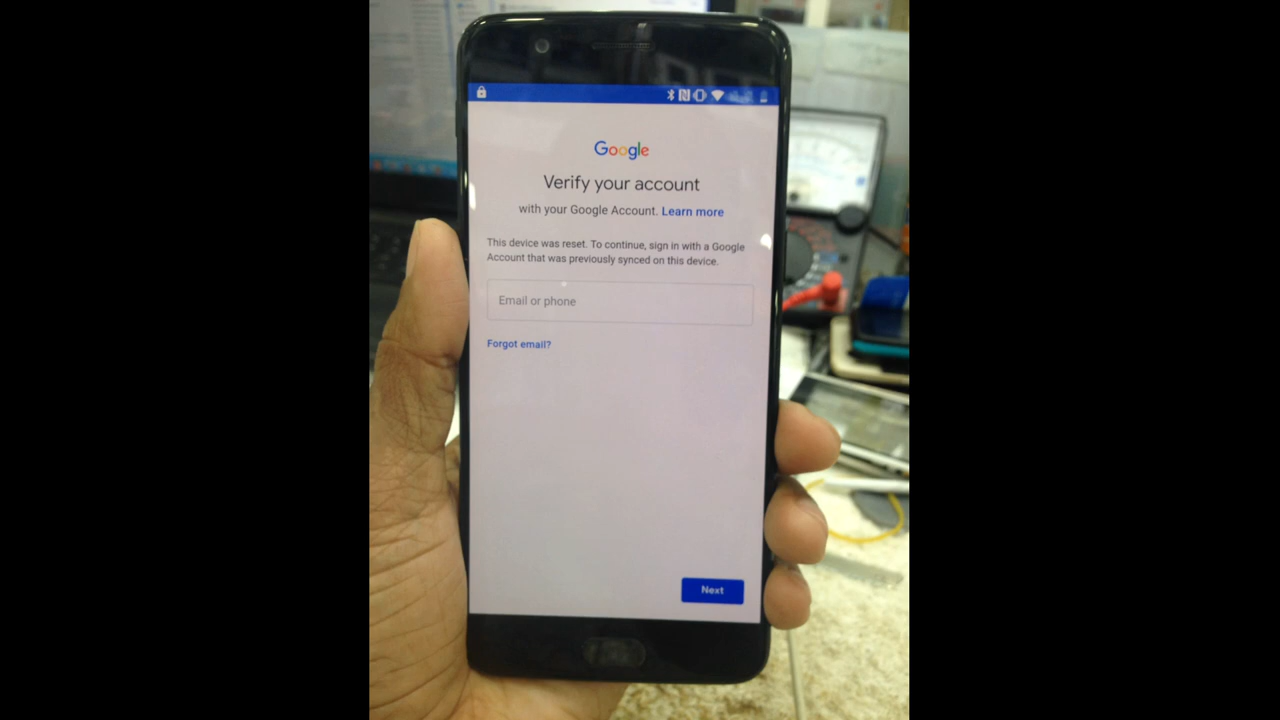 Google
Verify your account
with your Google Account. Learn more
This device was reset. To continue, sign in with a Google
Account that was previously synced on this device.
Email or phone
Forgot email?
Next